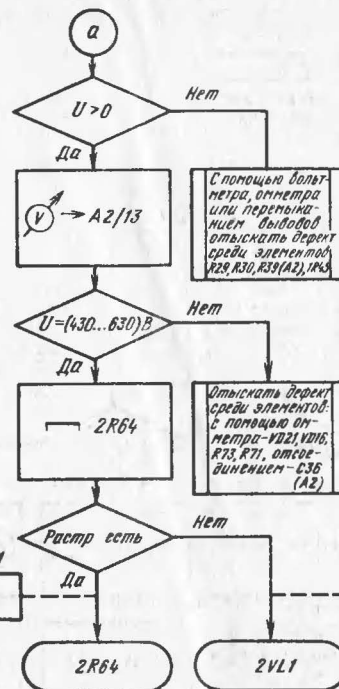 а
U>0
Нет
Да
V → A2/13
С помощью вольт-
метра, омметра
или перемыка-
нием выводов
отыскать дефект
среди элементов
R29, R30, R39(A2), 1R43
U=(430...630)В
Нет
Да
2R64
Отыскать дефект
среди элементов:
с помощью ом-
метра-VD21, VD16,
R73, R71, отсое-
динением-C36
(A2)
Растр есть
Нет
Да
2R64
2VL1